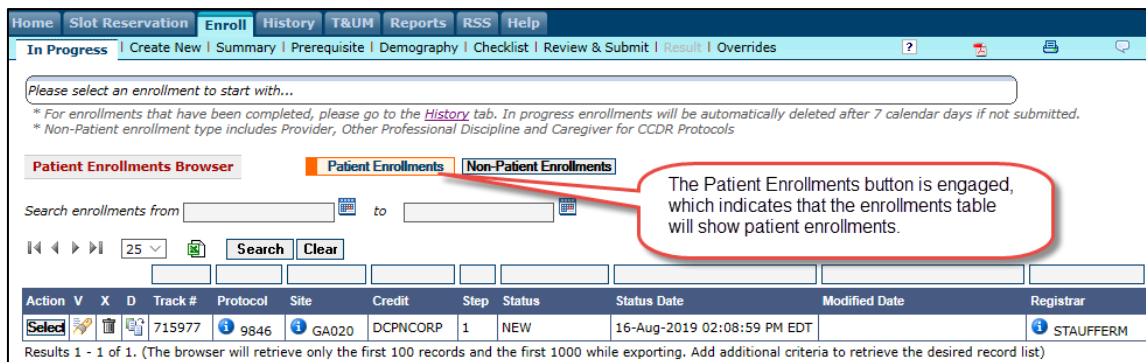 Home Slot Reservation Enroll History T&UM Reports RSS Help
In Progress | Create New | Summary | Prerequisite | Demography | Checklist | Review & Submit | Result | Overrides ?
Please select an enrollment to start with...
* For enrollments that have been completed, please go to the History tab. In progress enrollments will be automatically deleted after 7 calendar days if not submitted.
* Non-Patient enrollment type includes Provider, Other Professional Discipline and Caregiver for CCDR Protocols
Patient Enrollments Browser Patient Enrollments Non-Patient Enrollments
The Patient Enrollments button is engaged,
which indicates that the enrollments table
will show patient enrollments.
Search enrollments from to
25 Search Clear
Action V X D Track # Protocol Site Credit Step Status Status Date Modified Date Registrar
Select 715977 9846 GA020 DCPNCORP 1 NEW 16-Aug-2019 02:08:59 PM EDT STAUFFERM
Results 1 - 1 of 1. (The browser will retrieve only the first 100 records and the first 1000 while exporting. Add additional criteria to retrieve the desired record list)